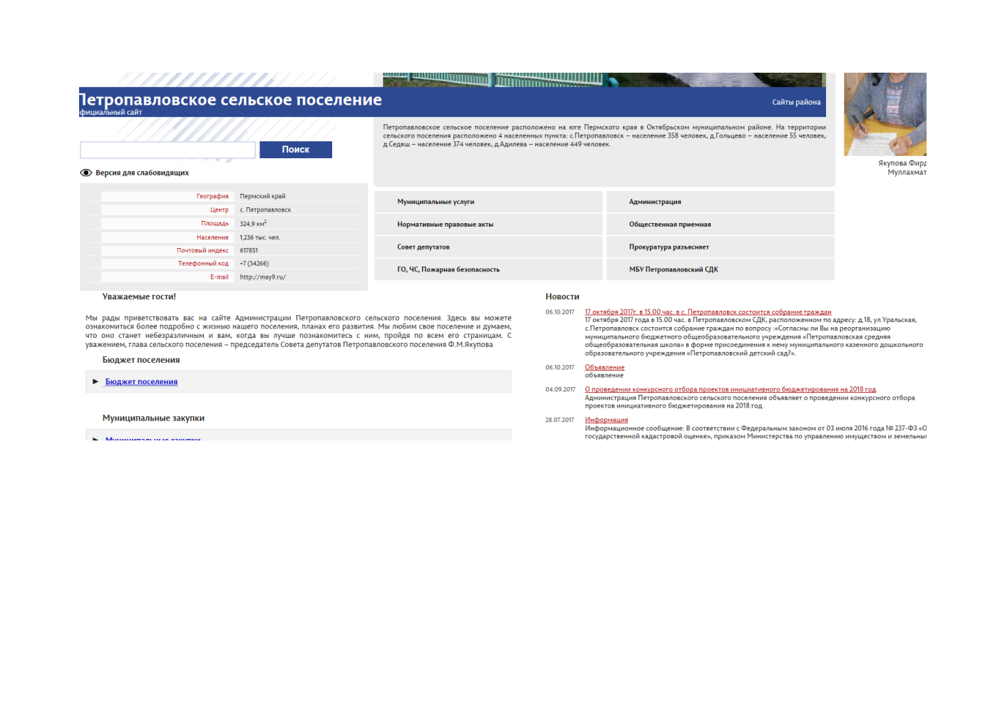 Петропавловское сельское поселение
фициальный сайт
Сайты района
Поиск
Версия для слабовидящих
География Пермский край
Центр с. Петропавловск
Площадь 324,9 км²
Население 1,236 тыс. чел.
Почтовый индекс 617851
Телефонный код +7 (34266)
E-mail http://may9.ru/
Петропавловское сельское поселение расположено на юге Пермского края в Октябрьском муниципальном районе. На территории
сельского поселения расположено 4 населенных пункта: с.Петропавловск – население 358 человек, д.Гольцево – население 55 человек,
д.Седяш – население 374 человек, д.Адилева – население 449 человек.
Якупова Фирд
Муллахмат
Муниципальные услуги
Администрация
Нормативные правовые акты
Общественная приемная
Совет депутатов
Прокуратура разъясняет
ГО, ЧС, Пожарная безопасность
МБУ Петропавловский СДК
Уважаемые гости!
Мы рады приветствовать вас на сайте Администрации Петропавловского сельского поселения. Здесь вы можете
ознакомиться более подробно с жизнью нашего поселения, планах его развития. Мы любим свое поселение и думаем,
что оно станет небезразличным и вам, когда вы лучше познакомитесь с ним, пройдя по всем его страницам. С
уважением, глава сельского поселения – председатель Совета депутатов Петропавловского поселения Ф.М.Якупова
Бюджет поселения
Бюджет поселения
Муниципальные закупки
Муниципальные закупки
Новости
06.10.2017 17 октября 2017г. в 15.00 час. в с. Петропавловск состоится собрание граждан
17 октября 2017 года в 15.00 час. в Петропавловском СДК, расположенном по адресу: д.18, ул.Уральская,
с.Петропавловск состоится собрание граждан по вопросу :«Согласны ли Вы на реорганизацию
муниципального бюджетного общеобразовательного учреждения «Петропавловская средняя
общеобразовательная школа» в форме присоединения к нему муниципального казенного дошкольного
образовательного учреждения «Петропавловский детский сад?».
06.10.2017 Объявление
объявление
04.09.2017 О проведении конкурсного отбора проектов инициативного бюджетирования на 2018 год
Администрация Петропавловского сельского поселения объявляет о проведении конкурсного отбора
проектов инициативного бюджетирования на 2018 год
28.07.2017 Информация
Информационное сообщение: В соответствии с Федеральным законом от 03 июля 2016 года № 237-ФЗ «О
государственной кадастровой оценке», приказом Министерства по управлению имуществом и земельны